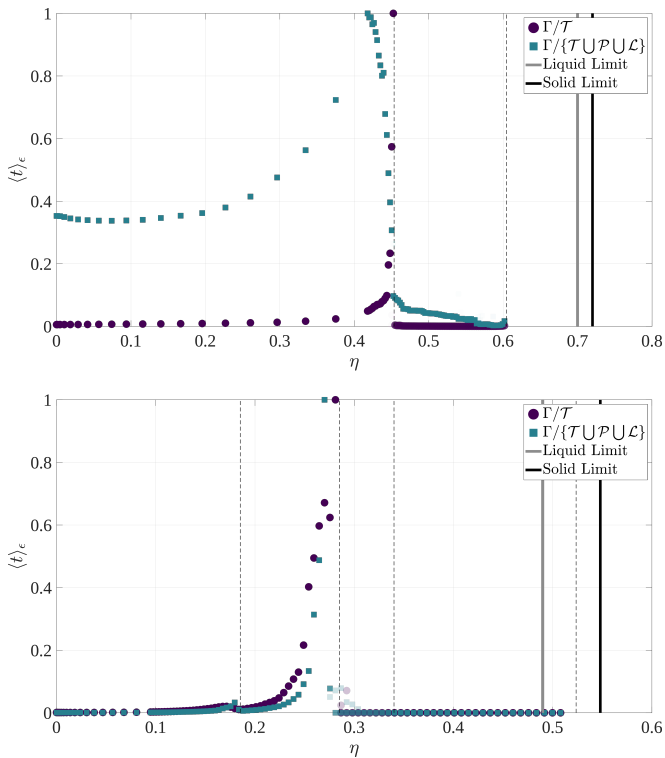 1
0.8
0.6
0.4
0.2
0
⟨t⟩ϵ
0 0.1 0.2 0.3 0.4 0.5 0.6 0.7 0.8
η
Γ/𝒯
Γ/{𝒯 ⋃ 𝒫 ⋃ ℒ}
Liquid Limit
Solid Limit
1
0.8
0.6
0.4
0.2
0
⟨t⟩ϵ
0 0.1 0.2 0.3 0.4 0.5 0.6
η
Γ/𝒯
Γ/{𝒯 ⋃ 𝒫 ⋃ ℒ}
Liquid Limit
Solid Limit